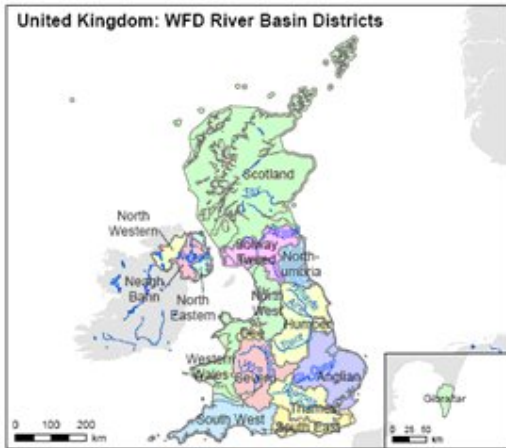 United Kingdom: WFD River Basin Districts
Scotland
North
Western
Solway
Tweed
North-
umbria
Neagh
Bann
North
Eastern
North
West
Humber
Dee
Western
Wales
Severn
Anglian
Thames
South West
South East
Gibraltar
0 50 100 200
km
0 25 50
km